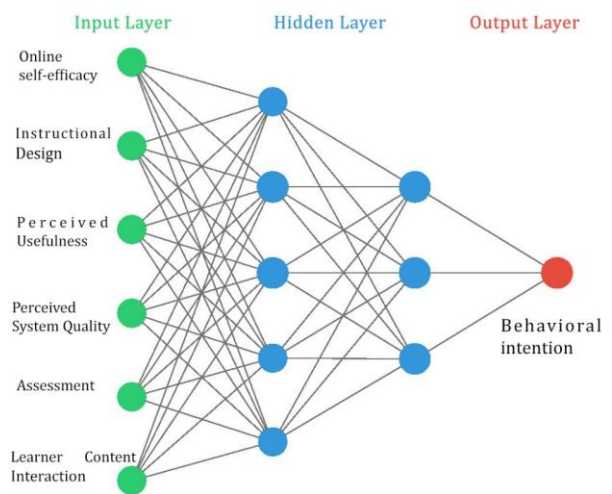 Input Layer
Hidden Layer
Output Layer
Online
self-efficacy
Instructional
Design
Perceived
Usefulness
Perceived
System Quality
Assessment
Learner Content
Interaction
Behavioral
intention